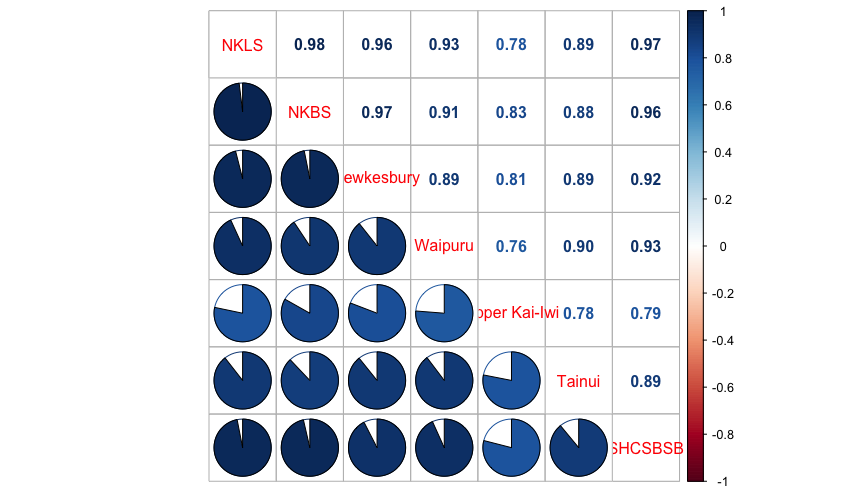 NKLS 0.98 0.96 0.93 0.78 0.89 0.97
NKBS 0.97 0.91 0.83 0.88 0.96
ewkesbury 0.89 0.81 0.89 0.92
Waipuru 0.76 0.90 0.93
pper Kai-Iwi 0.78 0.79
Tainui 0.89
SHCSBSB
1
0.8
0.6
0.4
0.2
0
-0.2
-0.4
-0.6
-0.8
-1